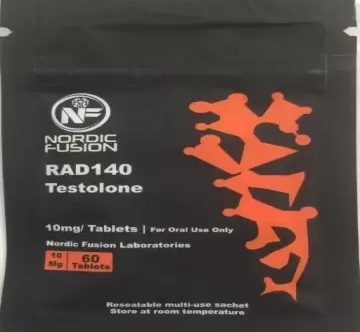 NF
NORDIC
FUSION
RAD140
Testolone
10mg/ Tablets | For Oral Use Only
Nordic Fusion Laboratories
10 Mg 60 Tablets
Resealable multi-use sachet
Store at room temperature